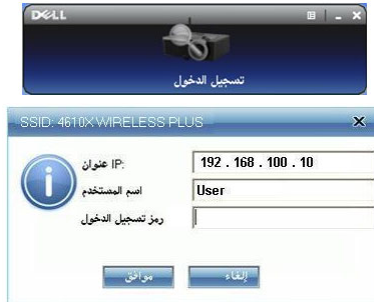 DELL
تسجيل الدخول
SSID: 4610X WIRELESS PLUS
عنوان IP:
192 . 168 . 100 . 10
اسم المستخدم
User
رمز تسجيل الدخول
موافق
إلغاء